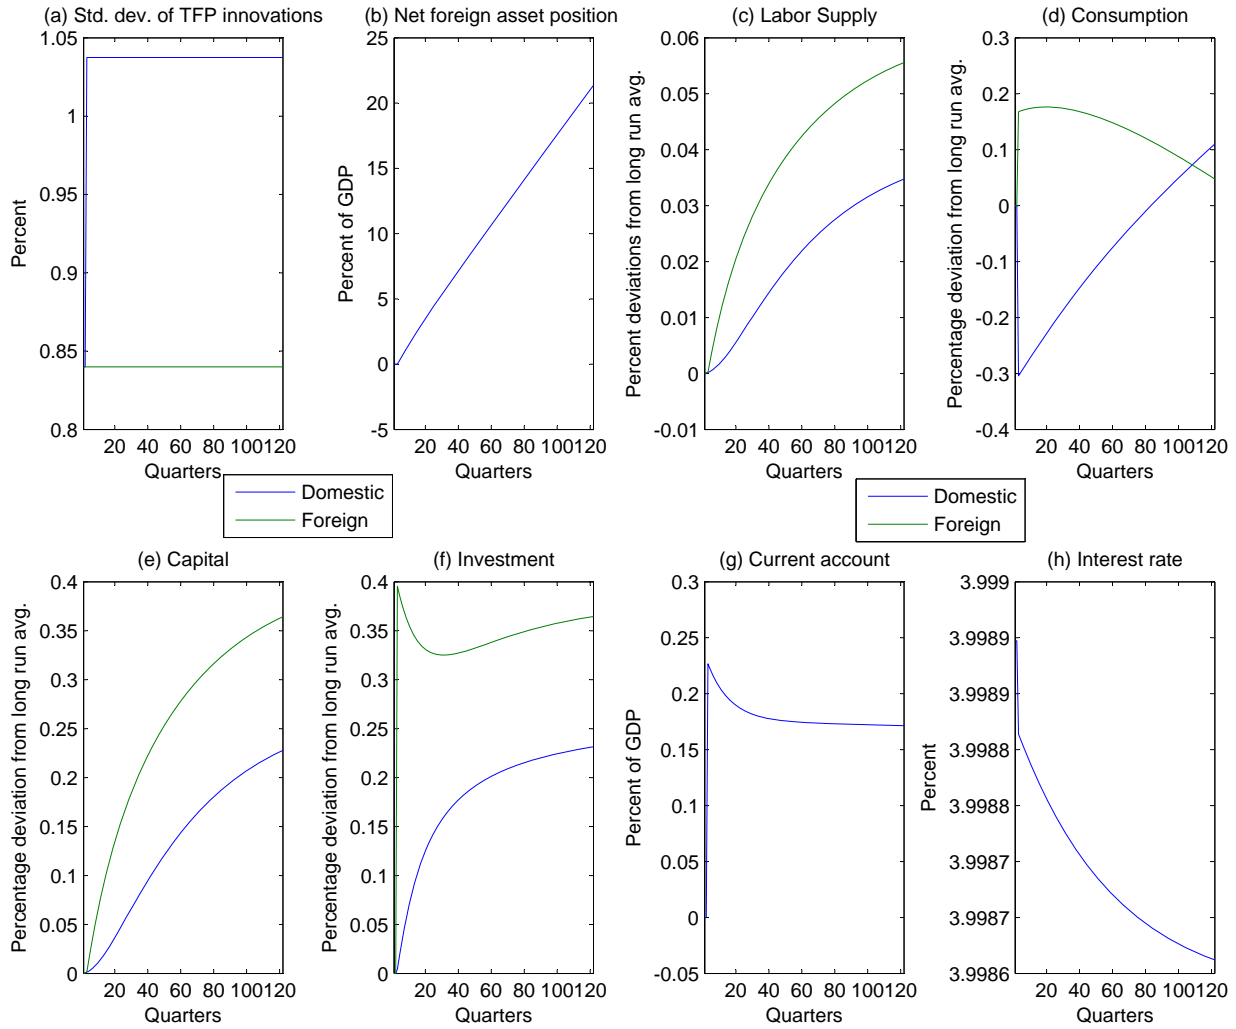 (a) Std. dev. of TFP innovations
1.05
1
0.95
0.9
0.85
0.8
Percent
20 40 60 80 100120
Quarters
(b) Net foreign asset position
25
20
15
10
5
0
-5
Percent of GDP
20 40 60 80 100120
Quarters
(c) Labor Supply
0.06
0.05
0.04
0.03
0.02
0.01
0
-0.01
Percent deviations from long run avg.
20 40 60 80 100120
Quarters
(d) Consumption
0.3
0.2
0.1
0
-0.1
-0.2
-0.3
-0.4
Percentage deviation from long run avg.
20 40 60 80 100120
Quarters
Domestic
Foreign
Domestic
Foreign
(e) Capital
0.4
0.35
0.3
0.25
0.2
0.15
0.1
0.05
0
Percentage deviation from long run avg.
20 40 60 80 100120
Quarters
(f) Investment
0.4
0.35
0.3
0.25
0.2
0.15
0.1
0.05
0
Percentage deviation from long run avg.
20 40 60 80 100120
Quarters
(g) Current account
0.3
0.25
0.2
0.15
0.1
0.05
0
-0.05
Percent of GDP
20 40 60 80 100120
Quarters
(h) Interest rate
3.999
3.9989
3.9989
3.9988
3.9988
3.9987
3.9987
3.9986
Percent
20 40 60 80 100120
Quarters